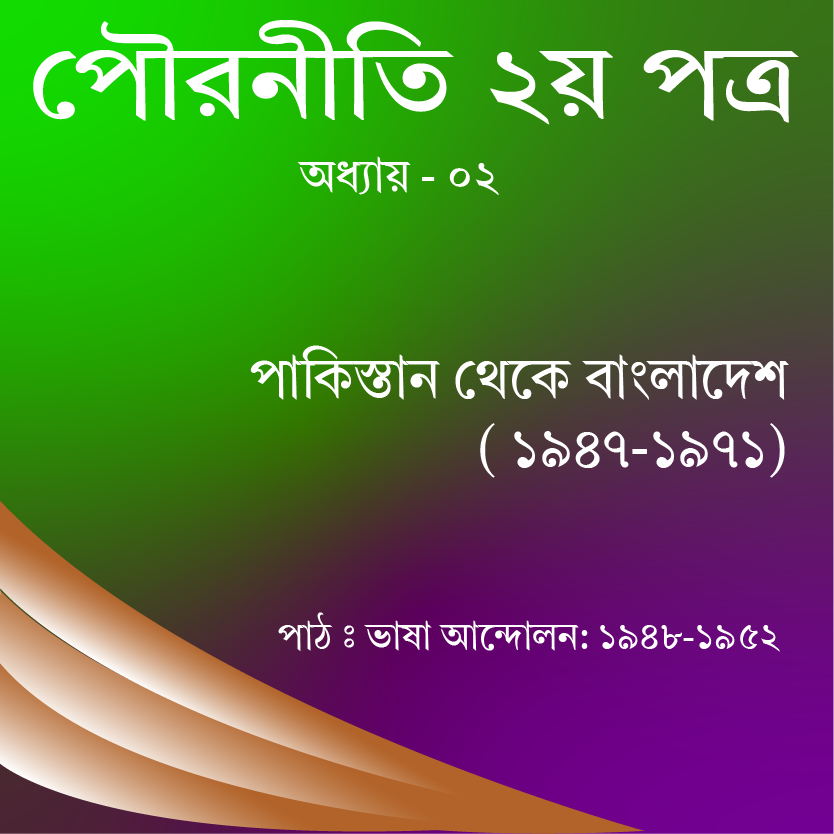 পৌরনীতি ২য় পত্র
অধ্যায় - ০২
পাকিস্তান থেকে বাংলাদেশ
( ১৯৪৭-১৯৭১)
পাঠ ঃ ভাষা আন্দোলন: ১৯৪৮-১৯৫২